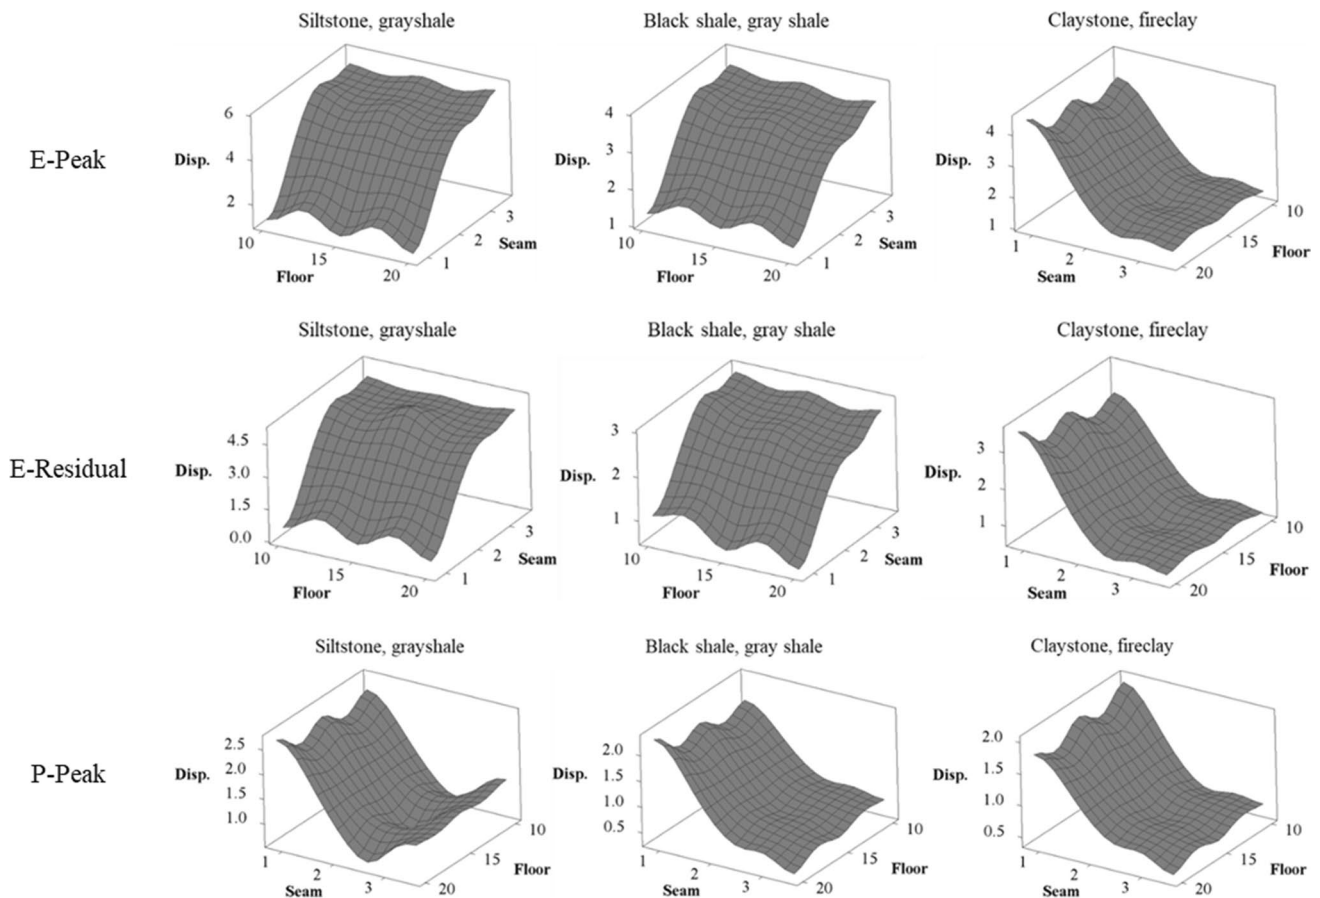 Siltstone, grayshale
Black shale, gray shale
Claystone, fireclay
E-Peak
Disp.
6
4
2
10
15
20
Floor
1
2
3
Seam
Disp.
4
3
2
1
10
15
20
Floor
1
2
3
Seam
Disp.
4
3
2
1
1
2
3
Seam
20
15
10
Floor
Siltstone, grayshale
Black shale, gray shale
Claystone, fireclay
E-Residual
Disp.
4.5
3.0
1.5
0.0
10
15
20
Floor
1
2
3
Seam
Disp.
3
2
1
10
15
20
Floor
1
2
3
Seam
Disp.
3
2
1
1
2
3
Seam
20
15
10
Floor
Siltstone, grayshale
Black shale, gray shale
Claystone, fireclay
P-Peak
Disp.
2.5
2.0
1.5
1.0
1
2
3
Seam
20
15
10
Floor
Disp.
2.0
1.5
1.0
0.5
1
2
3
Seam
20
15
10
Floor
Disp.
2.0
1.5
1.0
0.5
1
2
3
Seam
20
15
10
Floor